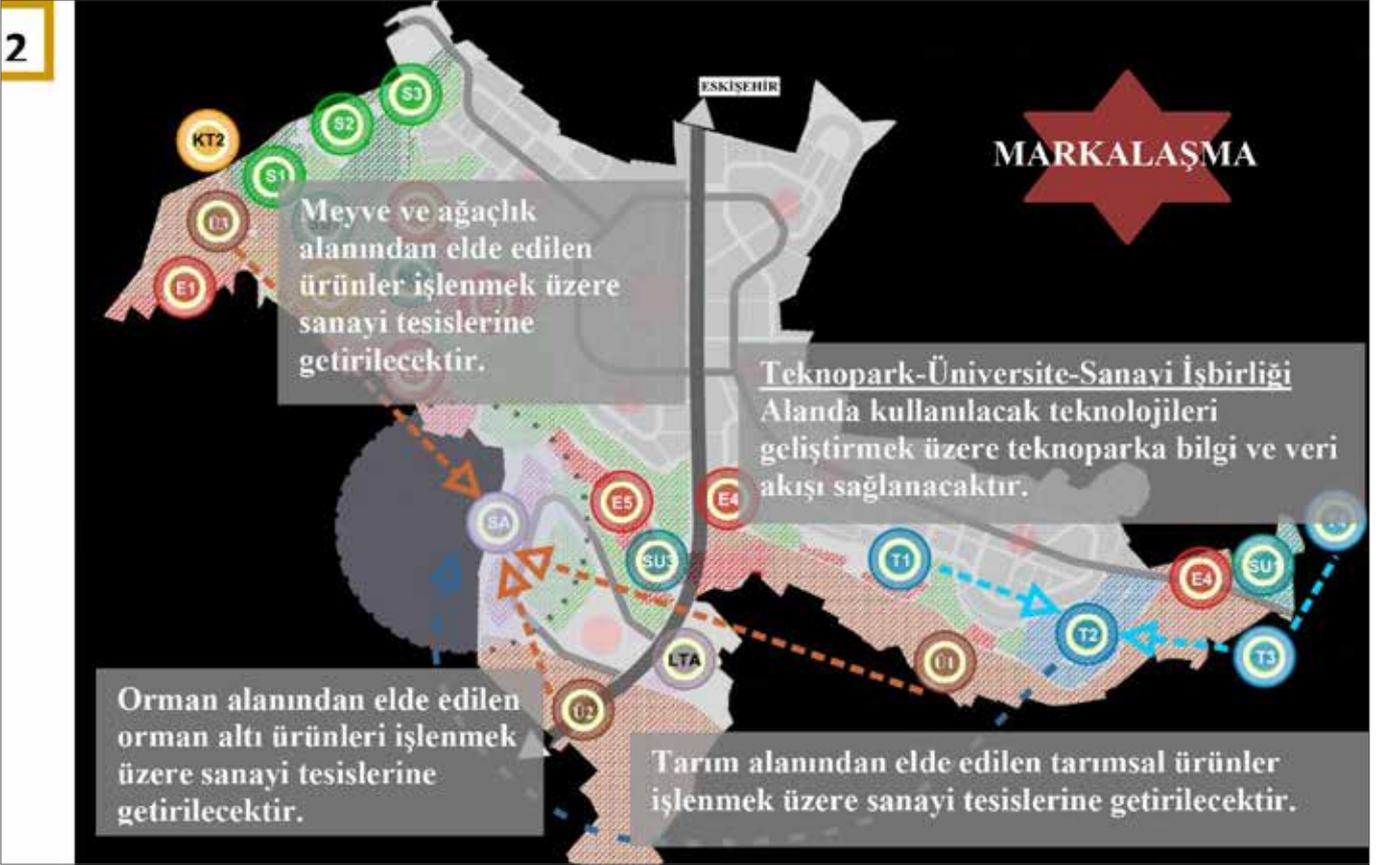 2
ESKİŞEHİR
MARKALAŞMA
S3
S2
KT2
S1
Ü3
E1
Meyve ve ağaçlık
alanından elde edilen
ürünler işlenmek üzere
sanayi tesislerine
getirilecektir.
Teknopark-Üniversite-Sanayi İşbirliği
Alanda kullanılacak teknolojileri
geliştirmek üzere teknoparka bilgi ve veri
akışı sağlanacaktır.
E5
E4
SA
SU3
T1
E4
SU1
T2
T3
Ü1
LTA
Ü2
Orman alanından elde edilen
orman altı ürünleri işlenmek
üzere sanayi tesislerine
getirilecektir.
Tarım alanından elde edilen tarımsal ürünler
işlenmek üzere sanayi tesislerine getirilecektir.